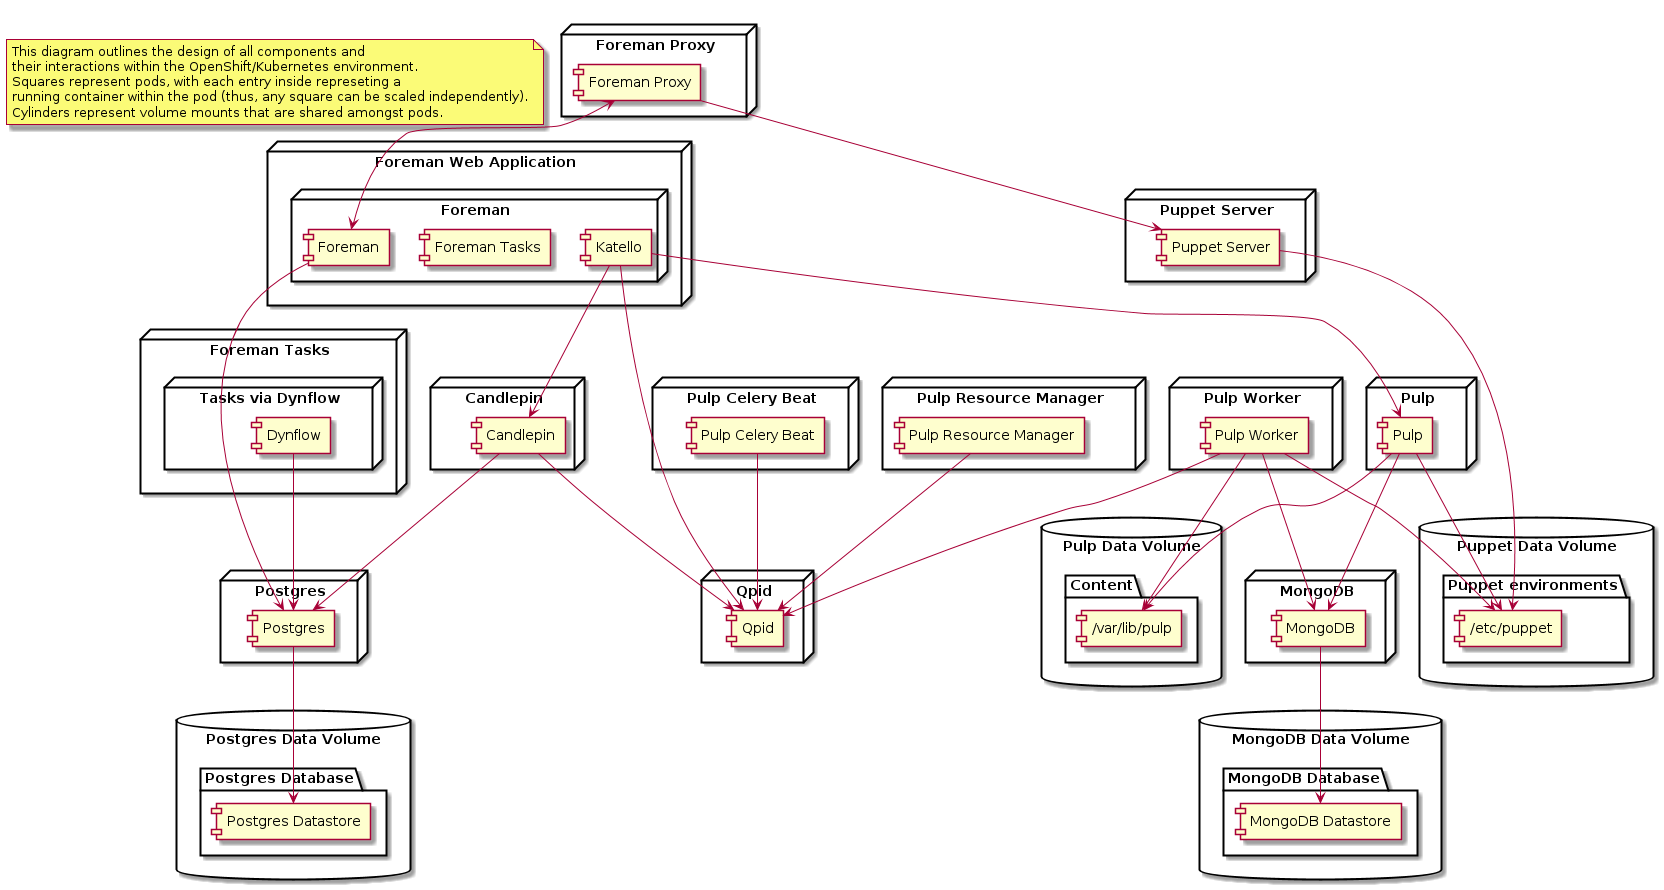 This diagram outlines the design of all components and
their interactions within the OpenShift/Kubernetes environment.
Squares represent pods, with each entry inside represeting a
running container within the pod (thus, any square can be scaled independently).
Cylinders represent volume mounts that are shared amongst pods.
Foreman Proxy
Foreman Proxy
Foreman Web Application
Foreman
Foreman
Foreman Tasks
Katello
Puppet Server
Puppet Server
Foreman Tasks
Tasks via Dynflow
Dynflow
Candlepin
Candlepin
Pulp Celery Beat
Pulp Celery Beat
Pulp Resource Manager
Pulp Resource Manager
Pulp Worker
Pulp Worker
Pulp
Pulp
Postgres
Postgres
Qpid
Qpid
Pulp Data Volume
Content
/var/lib/pulp
MongoDB
MongoDB
Puppet Data Volume
Puppet environments
/etc/puppet
Postgres Data Volume
Postgres Database
Postgres Datastore
MongoDB Data Volume
MongoDB Database
MongoDB Datastore